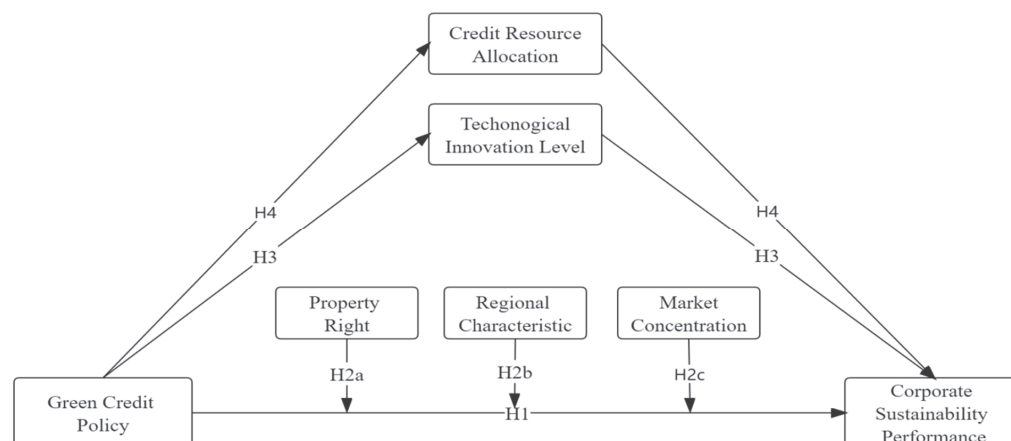 Credit Resource
Allocation
Techonogical
Innovation Level
H4
H4
H3
H3
Property
Right
Regional
Characteristic
Market
Concentration
H2a
H2b
H2c
Green Credit
Policy
H1
Corporate
Sustainability
Performance